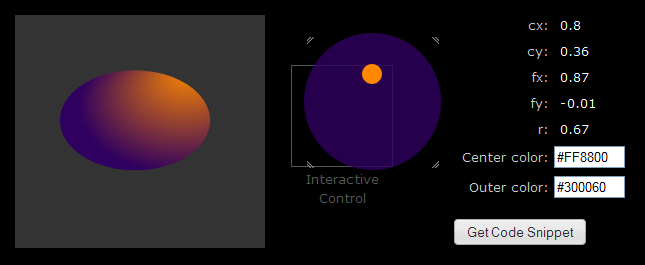 cx: 0.8
cy: 0.36
fx: 0.87
fy: -0.01
r: 0.67
Center color: #FF8800
Outer color: #300060
Interactive
Control
Get Code Snippet